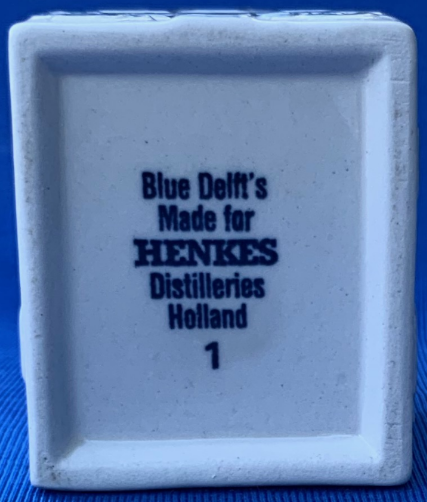 Blue Delft's
Made for
HENKES
Distilleries
Holland
1